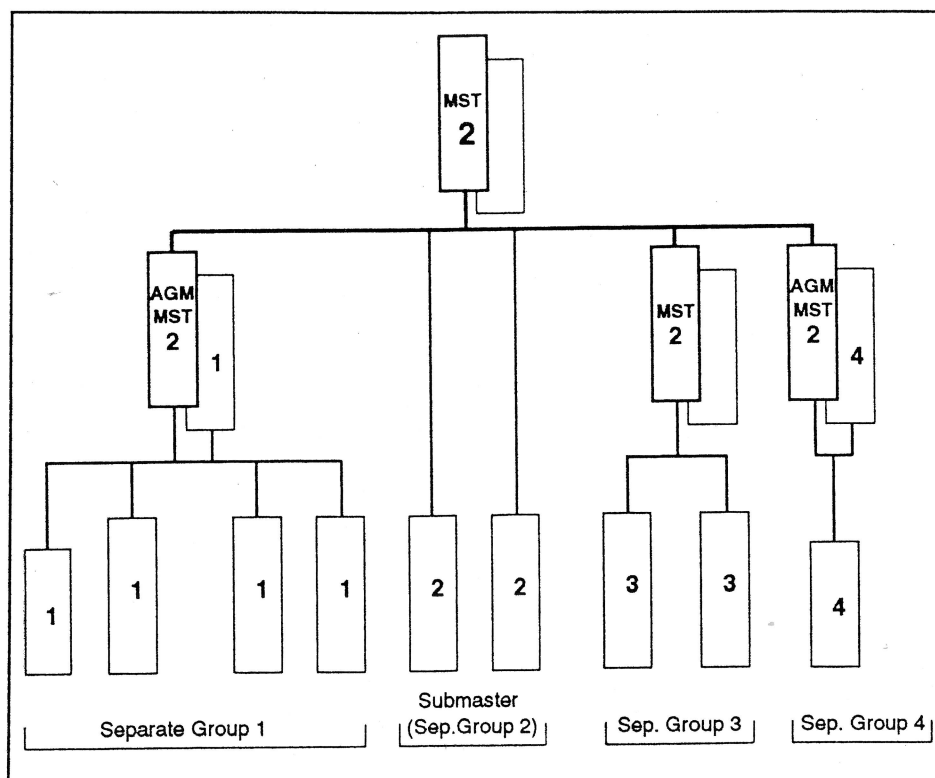 MST
2
AGM
MST
2
1
MST
2
AGM
MST
2
4
1
1
1
1
2
2
3
3
4
Separate Group 1
Submaster
(Sep.Group 2)
Sep. Group 3
Sep. Group 4